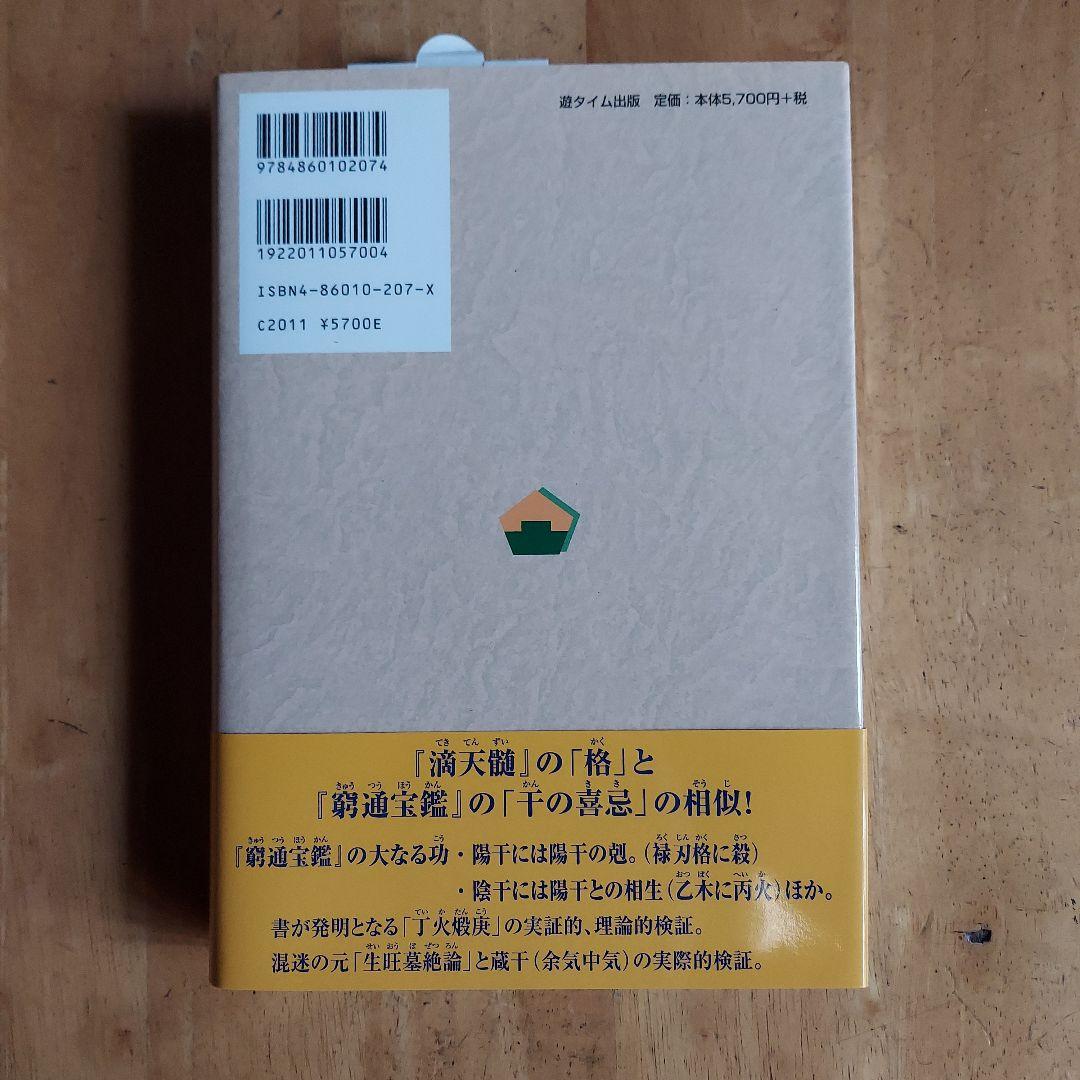 遊タイム出版 定価：本体5,700円＋税
9784860102074
1922011057004
ISBN4-86010-207-X
C2011 ¥5700E
『滴天髓』の「格」と
『窮通宝鑑』の「干の喜忌」の相似！
『窮通宝鑑』の大なる功・陽干には陽干の剋。（禄刃格に殺）
・陰干には陽干との相生（乙木に丙火）ほか。
書が発明となる「丁火煅庚」の実証的、理論的検証。
混迷の元「生旺墓絶論」と蔵干（余気中気）の実際的検証。